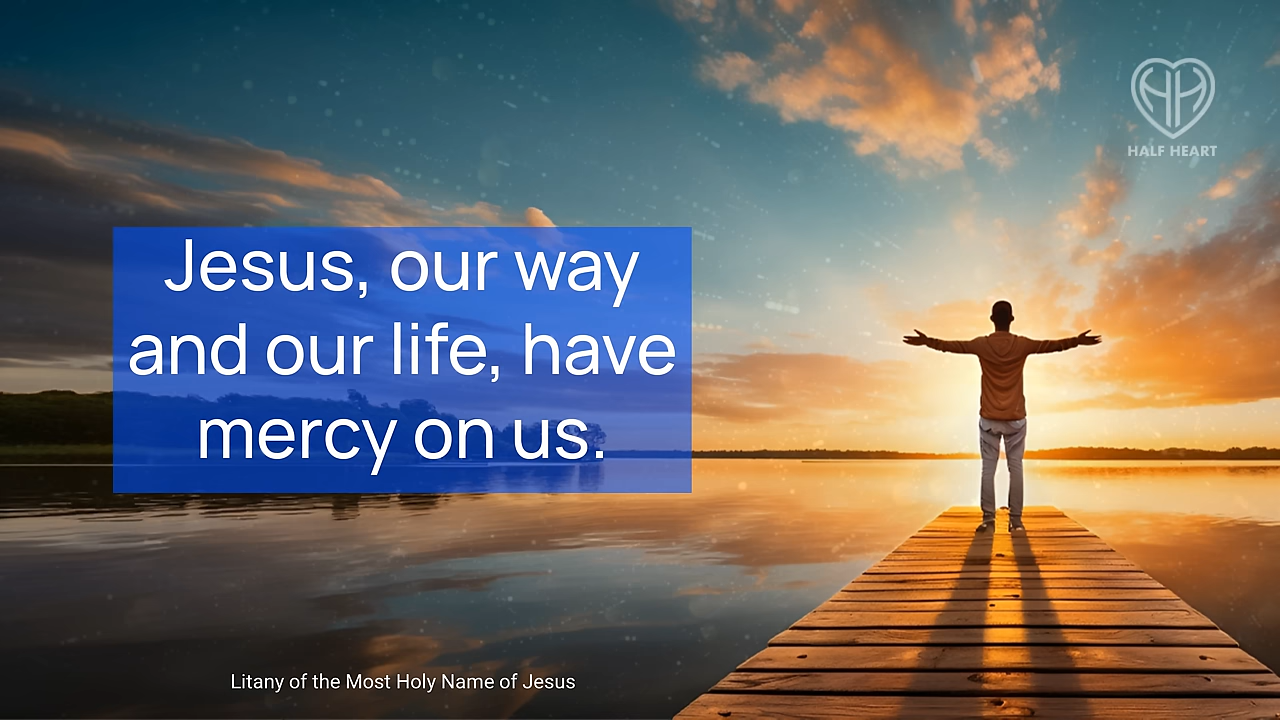 HALF HEART
Jesus, our way
and our life, have
mercy on us.
Litany of the Most Holy Name of Jesus